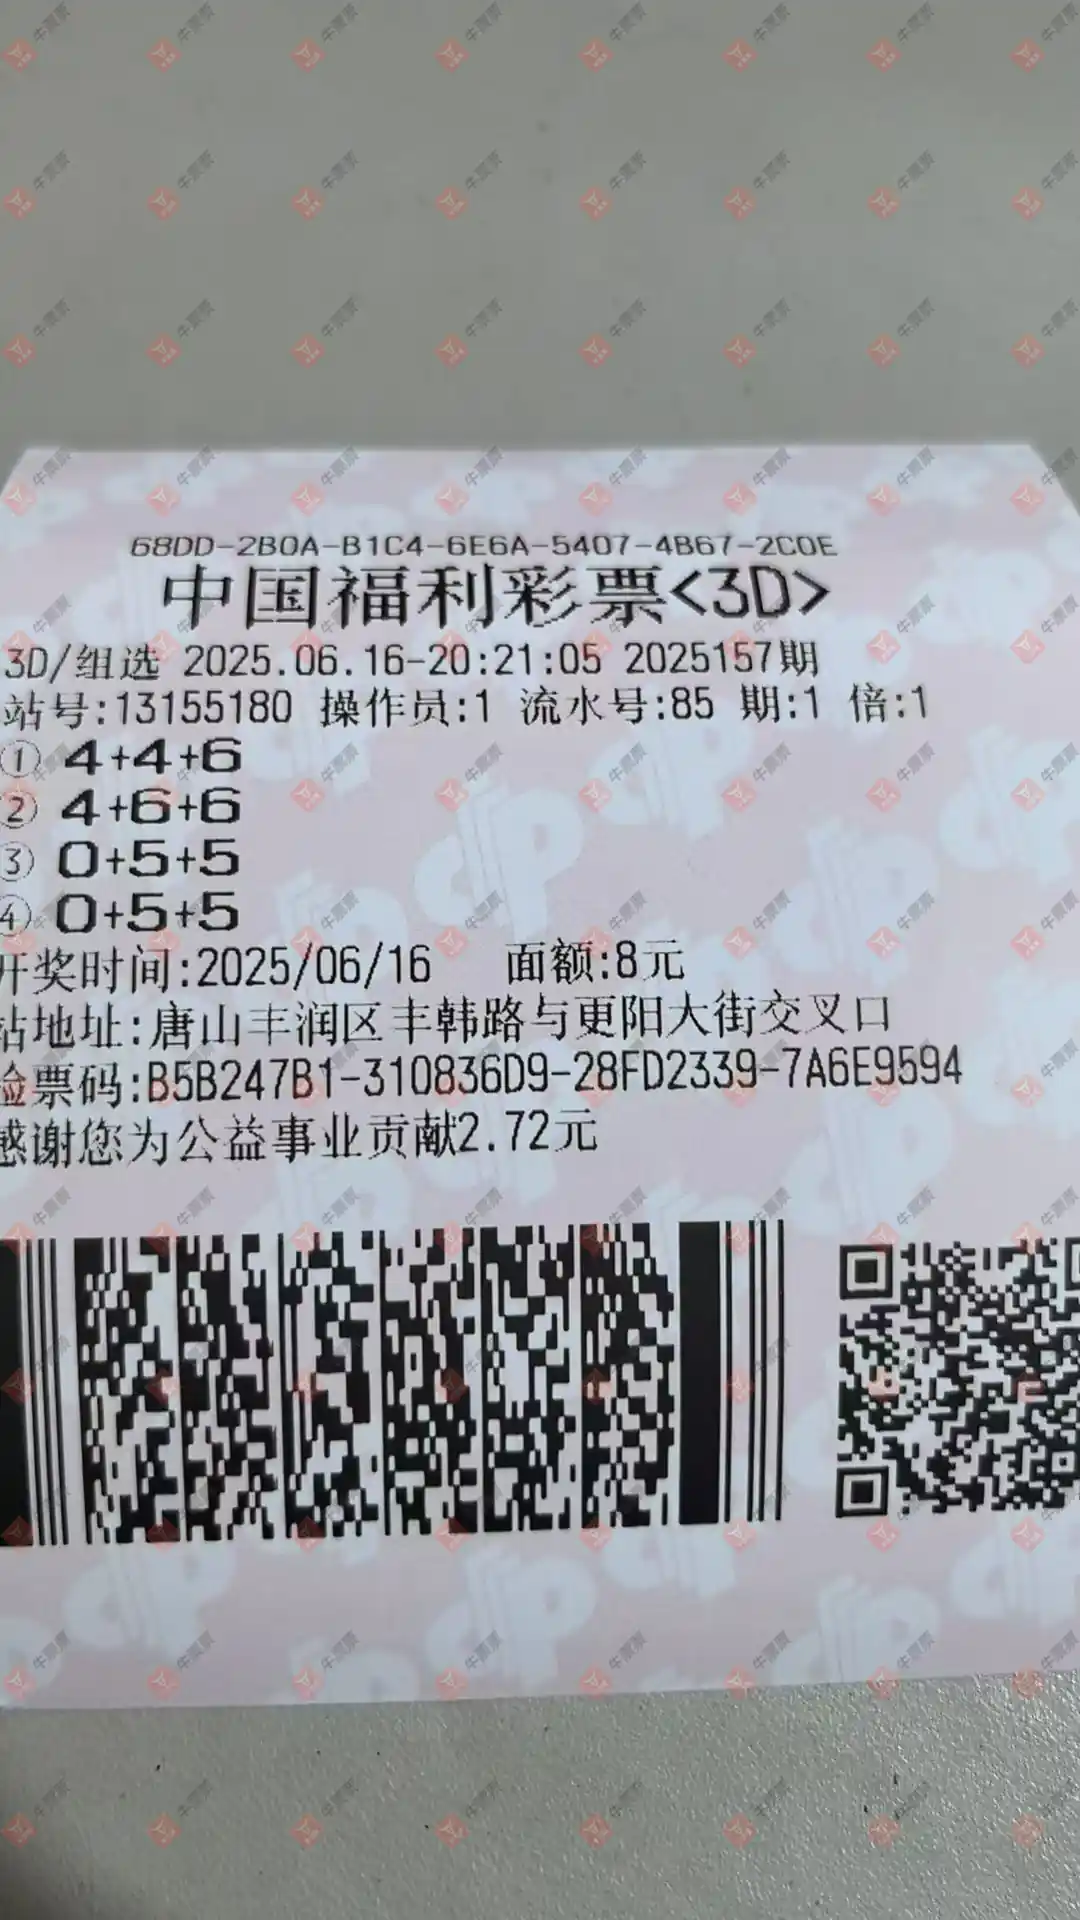 68DD-2B0A-B1C4-6E6A-5407-4B67-2C0E
中国福利彩票<3D>
3D/组选 2025.06.16-20:21:05 2025157期
站号:13155180 操作员:1 流水号:85 期:1 倍:1
① 4+4+6
② 4+6+6
③ 0+5+5
④ 0+5+5
开奖时间:2025/06/16 面额:8元
站地址:唐山丰润区丰韩路与更阳大街交叉口
验票码:B5B247B1-310836D9-28FD2339-7A6E9594
感谢您为公益事业贡献2.72元